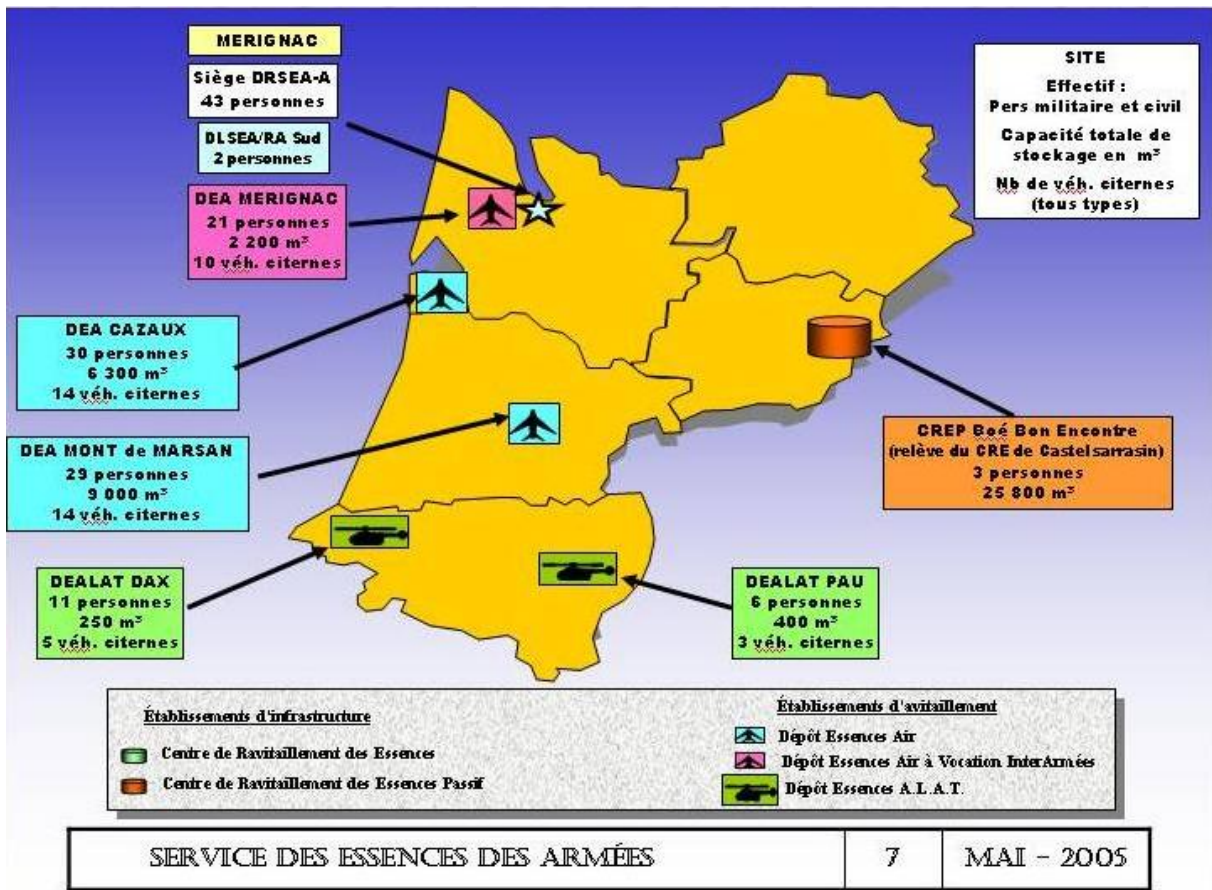 MERIGNAC
Siège DRSEA-A
43 personnes
DLSEA/RA Sud
2 personnes
DEA MERIGNAC
21 personnes
2 200 m³
10 véh. citernes
DEA CAZAUX
30 personnes
6 300 m³
14 véh. citernes
DEA MONT de MARSAN
29 personnes
9 000 m³
14 véh. citernes
DEALAT DAX
11 personnes
250 m³
5 véh. citernes
SITE
Effectif :
Pers militaire et civil
Capacité totale de
stockage en m³
Nb de véh. citernes
(tous types)
CREP Boé Bon Encontre
(relève du CRE de Castelsarrasin)
3 personnes
25 800 m³
DEALAT PAU
6 personnes
400 m³
3 véh. citernes
Établissements d'infrastructure
Centre de Ravitaillement des Essences
Centre de Ravitaillement des Essences Passif
Établissements d'avitaillement
Dépôt Essences Air
Dépôt Essences Air à Vocation InterArmées
Dépôt Essences A.L.A.T.
SERVICE DES ESSENCES DES ARMÉES
7
MAI - 2005